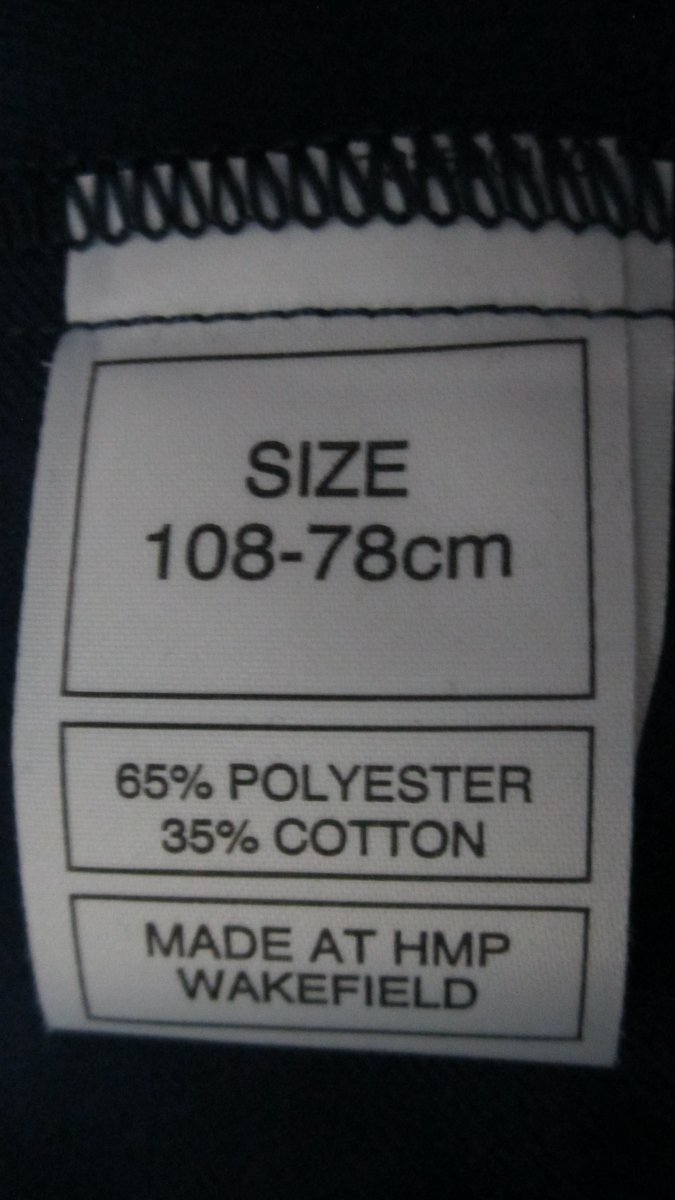 SIZE
108-78cm
65% POLYESTER
35% COTTON
MADE AT HMP
WAKEFIELD